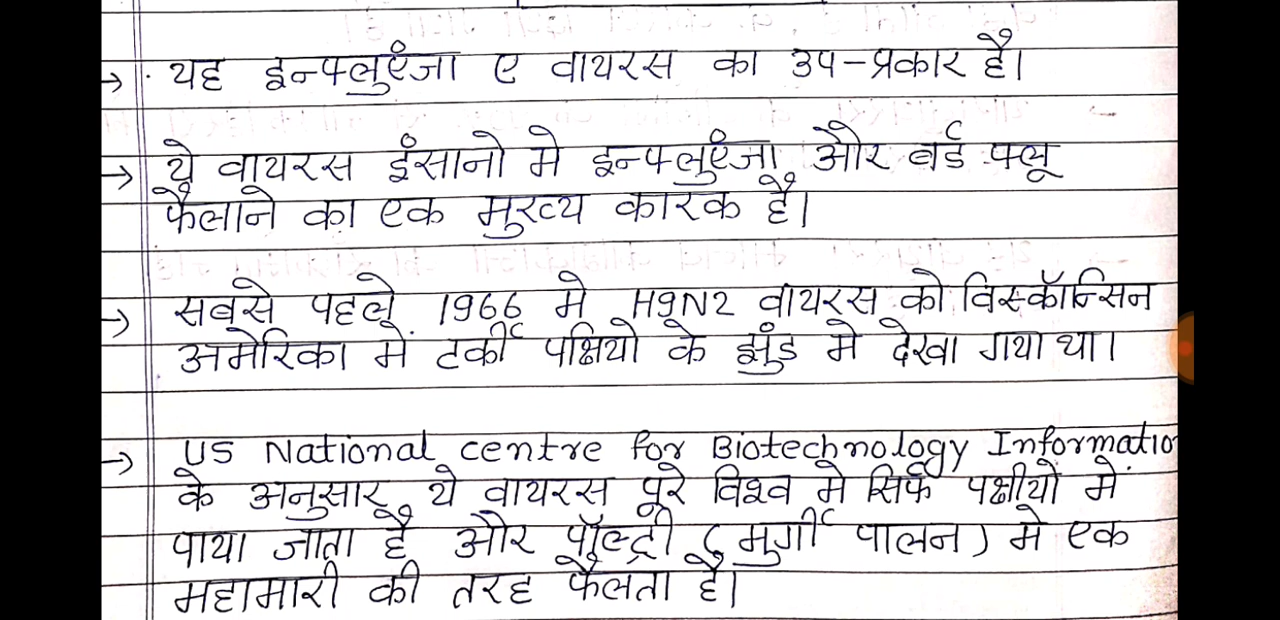 → यह इन्फ्लुएंजा ए वायरस का उप-प्रकार है।
→ ये वायरस इंसानो मे इन्फ्लुएंजा और बर्ड फ्लू
फैलाने का एक मुख्य कारक है।
→ सबसे पहले 1966 मे H9N2 वायरस को विस्कॉन्सिन
अमेरिका में टर्की पक्षियो के झुंड मे देखा गया था।
→ US National centre for Biotechnology Informatio
के अनुसार ये वायरस पूरे विश्व मे सिर्फ पक्षीयों में
पाया जाता है और पॉल्ट्री (मुर्गी पालन) मे एक
महामारी की तरह फैलता है।